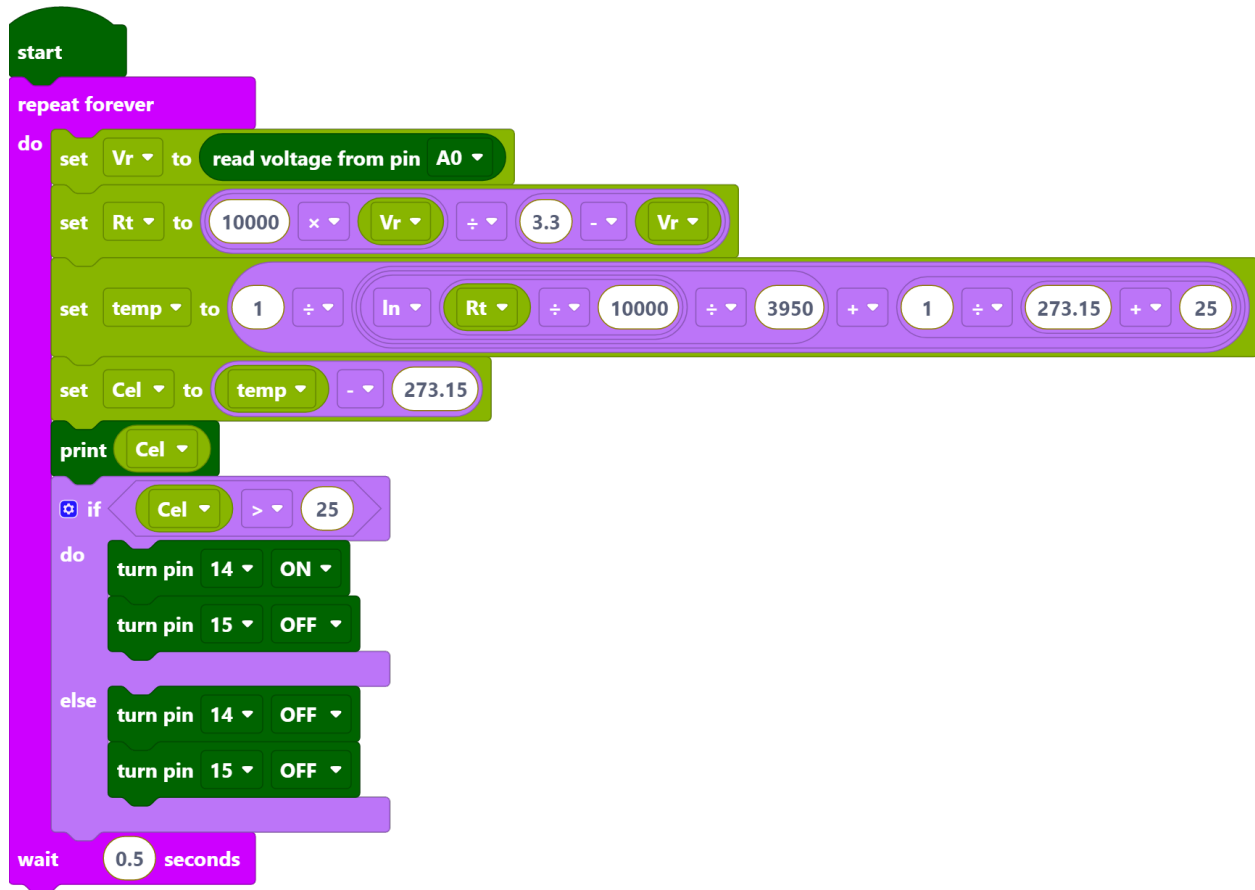 start
repeat forever
do
set Vr to read voltage from pin A0
set Rt to 10000 × Vr ÷ 3.3 - Vr
set temp to 1 ÷ ln Rt ÷ 10000 ÷ 3950 + 1 ÷ 273.15 + 25
set Cel to temp - 273.15
print Cel
if Cel > 25
do
turn pin 14 ON
turn pin 15 OFF
else
turn pin 14 OFF
turn pin 15 OFF
wait 0.5 seconds